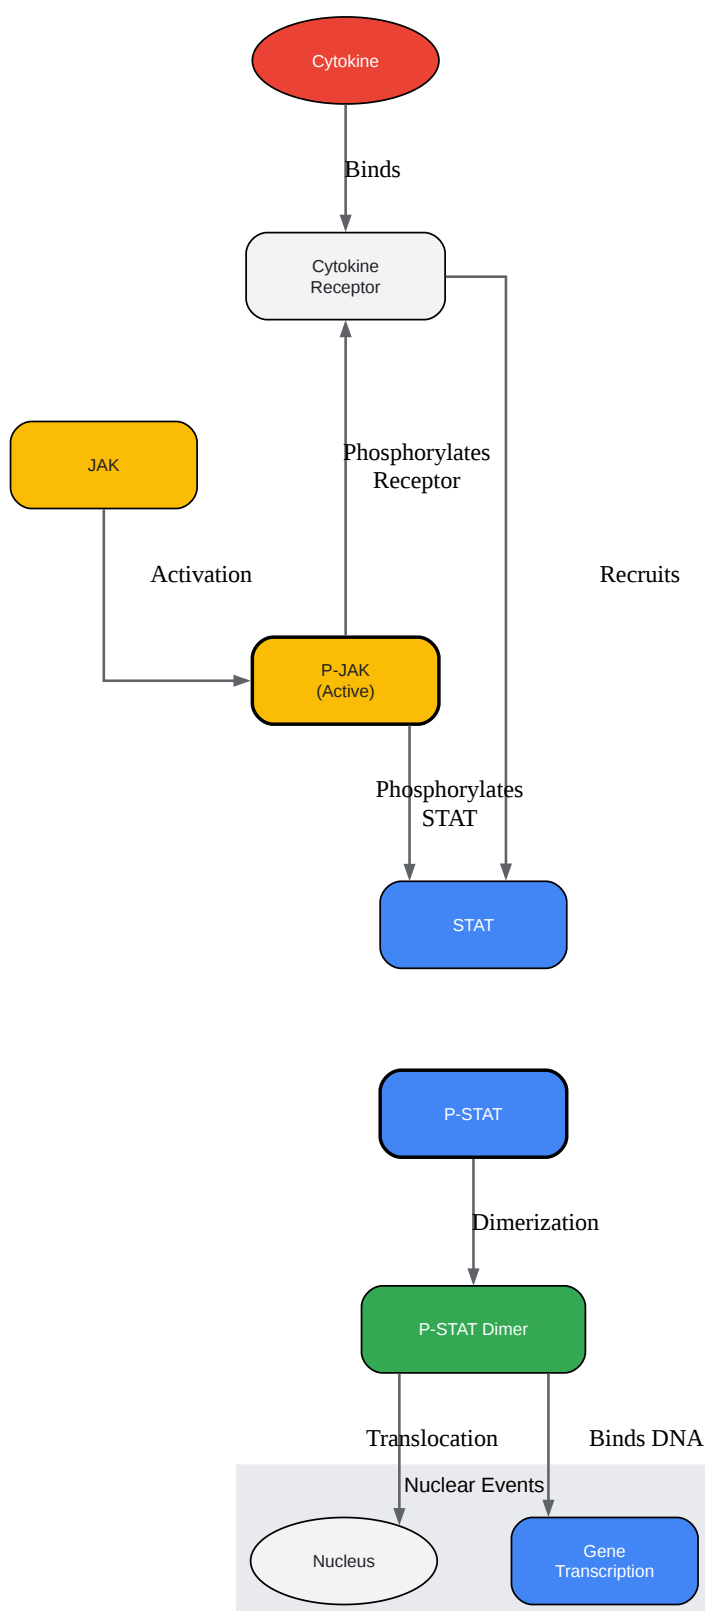 Cytokine
Binds
Cytokine
Receptor
Phosphorylates
Receptor
JAK
Activation
Recruits
P-JAK
(Active)
Phosphorylates
STAT
STAT
P-STAT
Dimerization
P-STAT Dimer
Translocation
Binds DNA
Nuclear Events
Nucleus
Gene
Transcription